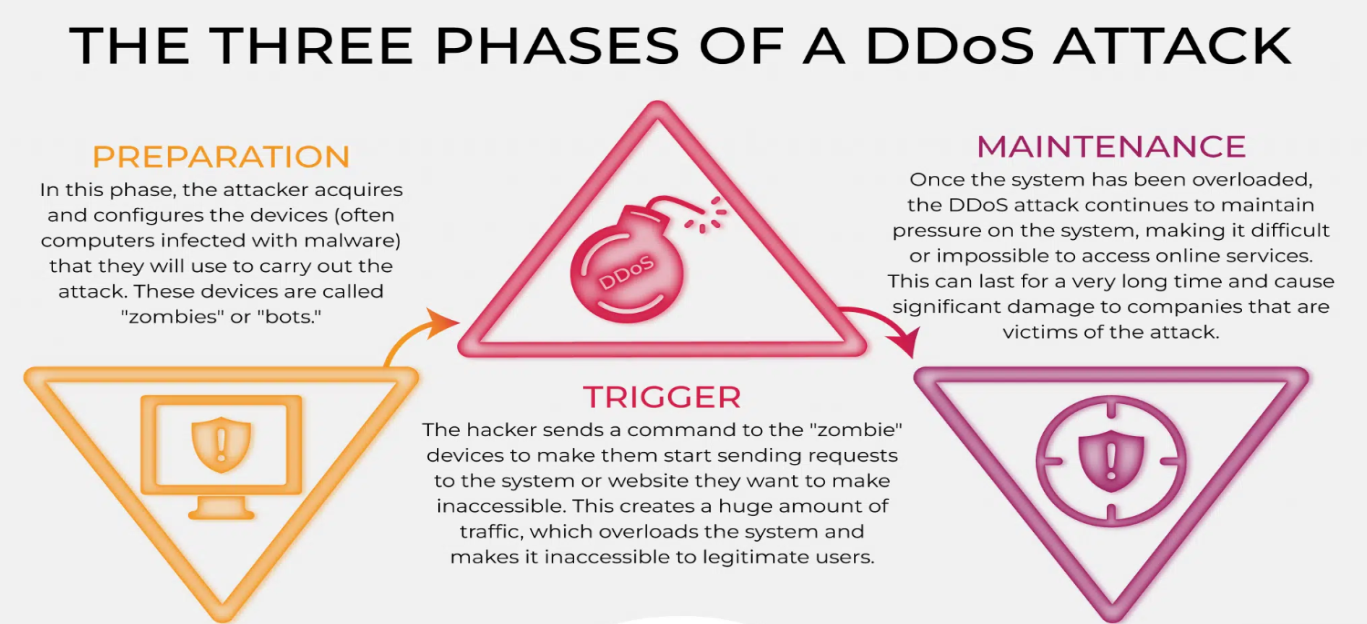 THE THREE PHASES OF A DDoS ATTACK
PREPARATION
In this phase, the attacker acquires
and configures the devices (often
computers infected with malware)
that they will use to carry out the
attack. These devices are called
"zombies" or "bots."
DDoS
TRIGGER
The hacker sends a command to the "zombie"
devices to make them start sending requests
to the system or website they want to make
inaccessible. This creates a huge amount of
traffic, which overloads the system and
makes it inaccessible to legitimate users.
MAINTENANCE
Once the system has been overloaded,
the DDoS attack continues to maintain
pressure on the system, making it difficult
or impossible to access online services.
This can last for a very long time and cause
significant damage to companies that are
victims of the attack.